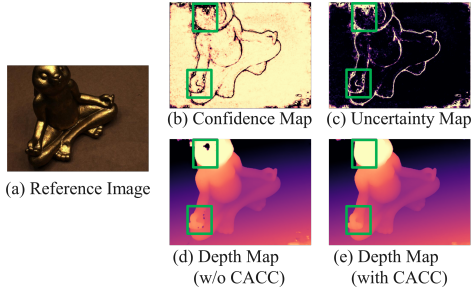 (a) Reference Image
(b) Confidence Map
(c) Uncertainty Map
(d) Depth Map
(w/o CACC)
(e) Depth Map
(with CACC)